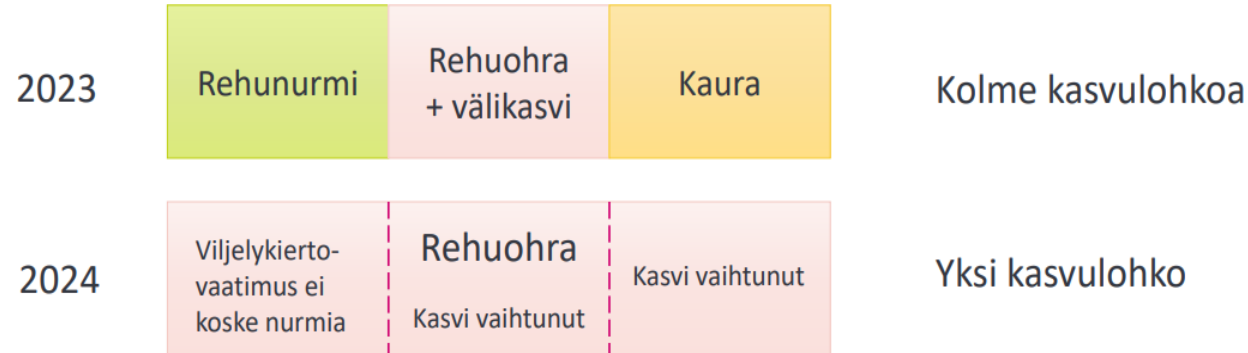 2023
Rehunurmi
Rehuohra
+ välikasvi
Kaura
Kolme kasvulohkoa
2024
Viljelykierto-
vaatimus ei
koske nurmia
Rehuohra
Kasvi vaihtunut
Kasvi vaihtunut
Yksi kasvulohko